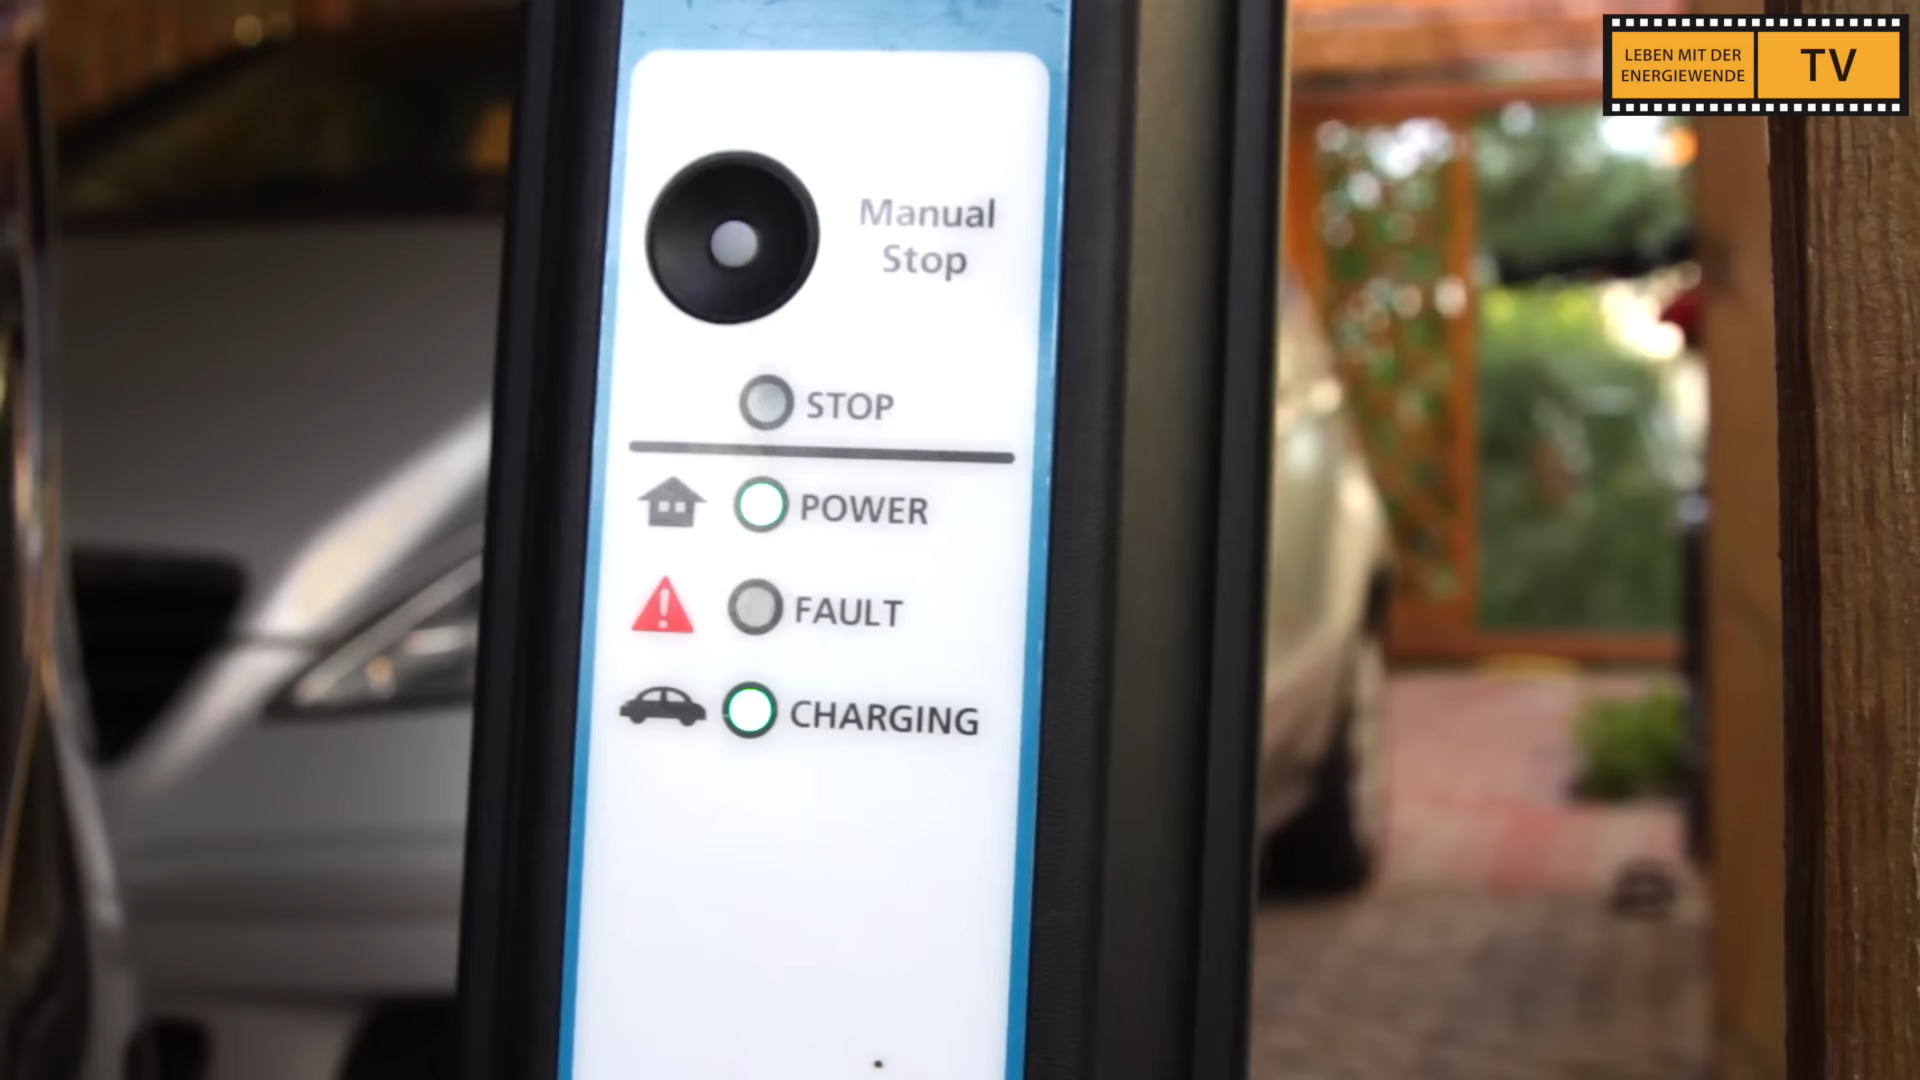 LEBEN MIT DER
ENERGIEWENDE
TV
Manual
Stop
STOP
POWER
FAULT
CHARGING